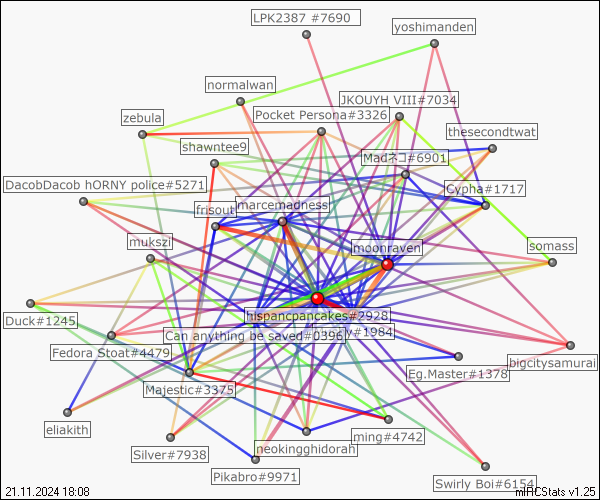 LPK2387 #7690
yoshimanden
normalwan
JKOUYH VIII#7034
Pocket Persona#3326
zebula
thesecondtwat
shawntee9
Madネコ#6901
DacobDacob hORNY police#5271
Cypha#1717
marcemadness
frisout
mukszi
moonraven
somass
hispancpancakes#2928
Duck#1245
#1984
Can anything be saved#0396
Fedora Stoat#4479
bigcitysamurai
Eg.Master#1378
Majestic#3375
eliakith
ming#4742
neokingghidorah
Silver#7938
Pikabro#9971
Swirly Boi#6154
21.11.2024 18:08
mIRCStats v1.25